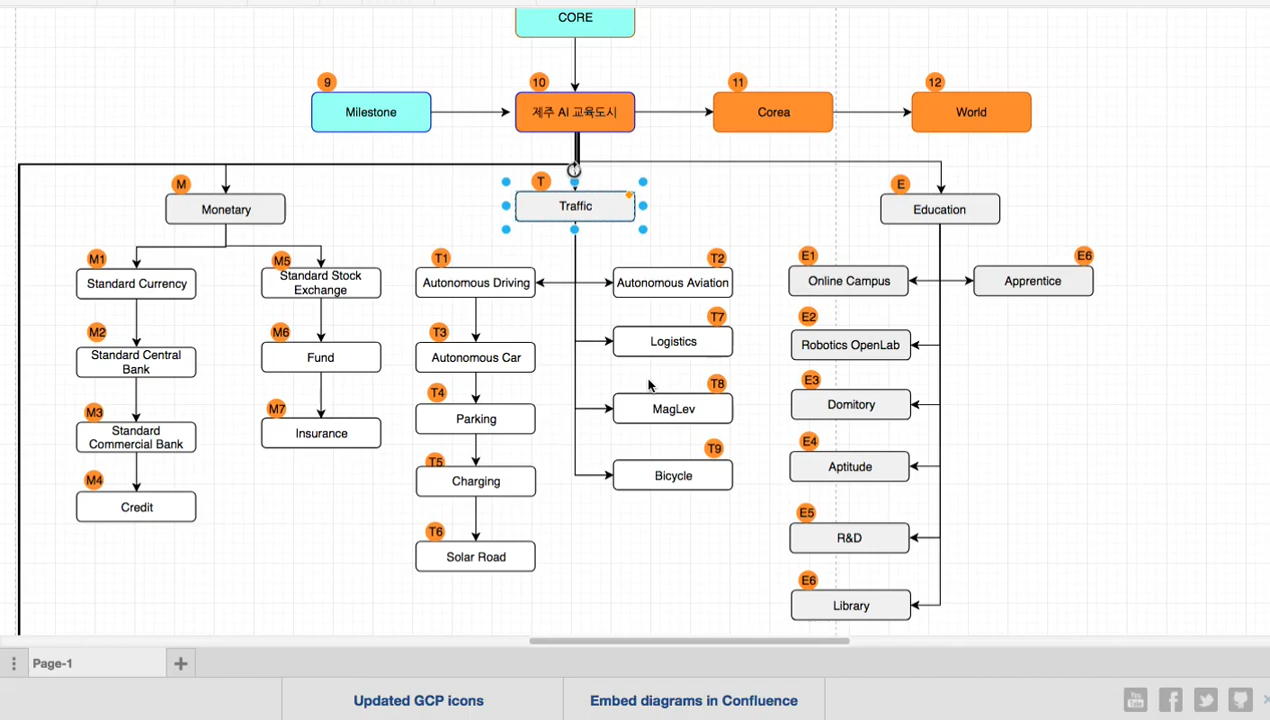 CORE
9
10
11
12
Milestone
제주 AI 교육도시
Corea
World
M
T
E
Monetary
Traffic
Education
M1
Standard Currency
M5
Standard Stock
Exchange
T1
Autonomous Driving
T2
Autonomous Aviation
E1
Online Campus
E6
Apprentice
M2
Standard Central
Bank
M6
Fund
T3
Autonomous Car
T7
Logistics
E2
Robotics OpenLab
M3
Standard
Commercial Bank
M7
Insurance
T4
Parking
T8
MagLev
E3
Domitory
M4
Credit
T5
Charging
T9
Bicycle
E4
Aptitude
T6
Solar Road
E5
R&D
E6
Library
Page-1
Updated GCP icons
Embed diagrams in Confluence
You
Tube